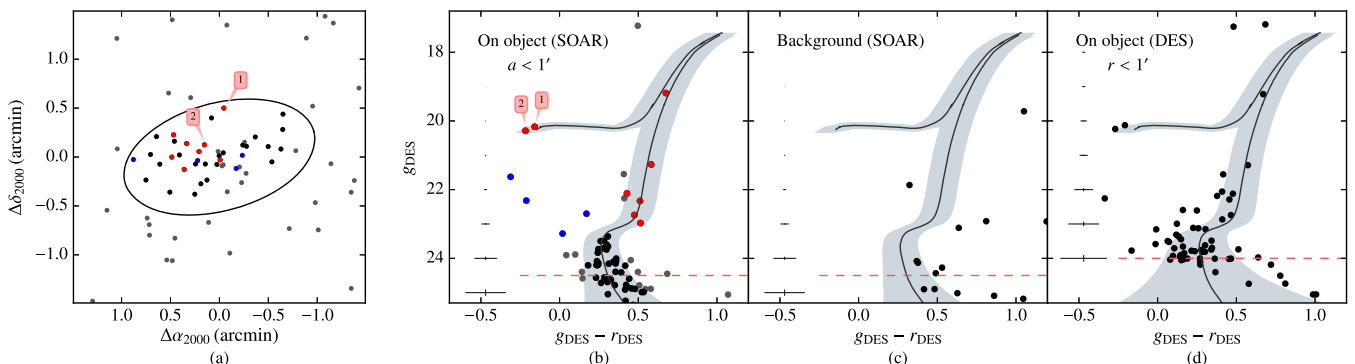 1.0
0.5
0.0
−0.5
−1.0
Δδ2000 (arcmin)
1
2
1.0
0.5
0.0
−0.5
−1.0
Δα2000 (arcmin)
(a)
18
20
22
24
gDES
On object (SOAR)
a < 1′
2
1
−0.5
0.0
0.5
1.0
gDES − rDES
(b)
Background (SOAR)
−0.5
0.0
0.5
1.0
gDES − rDES
(c)
On object (DES)
r < 1′
−0.5
0.0
0.5
1.0
gDES − rDES
(d)